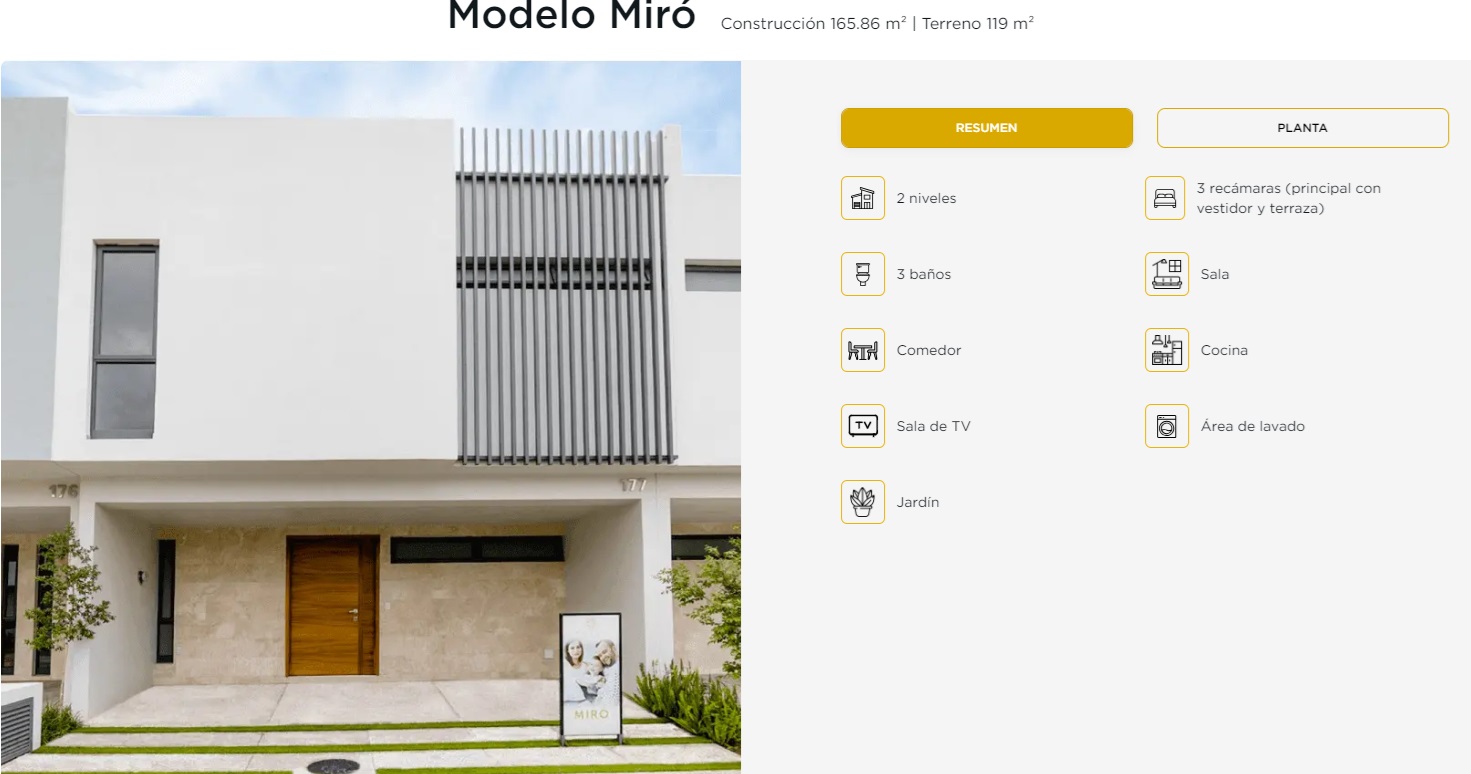 Modelo Miró Construcción 165.86 m² | Terreno 119 m²
RESUMEN
PLANTA
2 niveles
3 recámaras (principal con
vestidor y terraza)
3 baños
Sala
Comedor
Cocina
TV
Sala de TV
Área de lavado
Jardín
176
177
MIRÓ